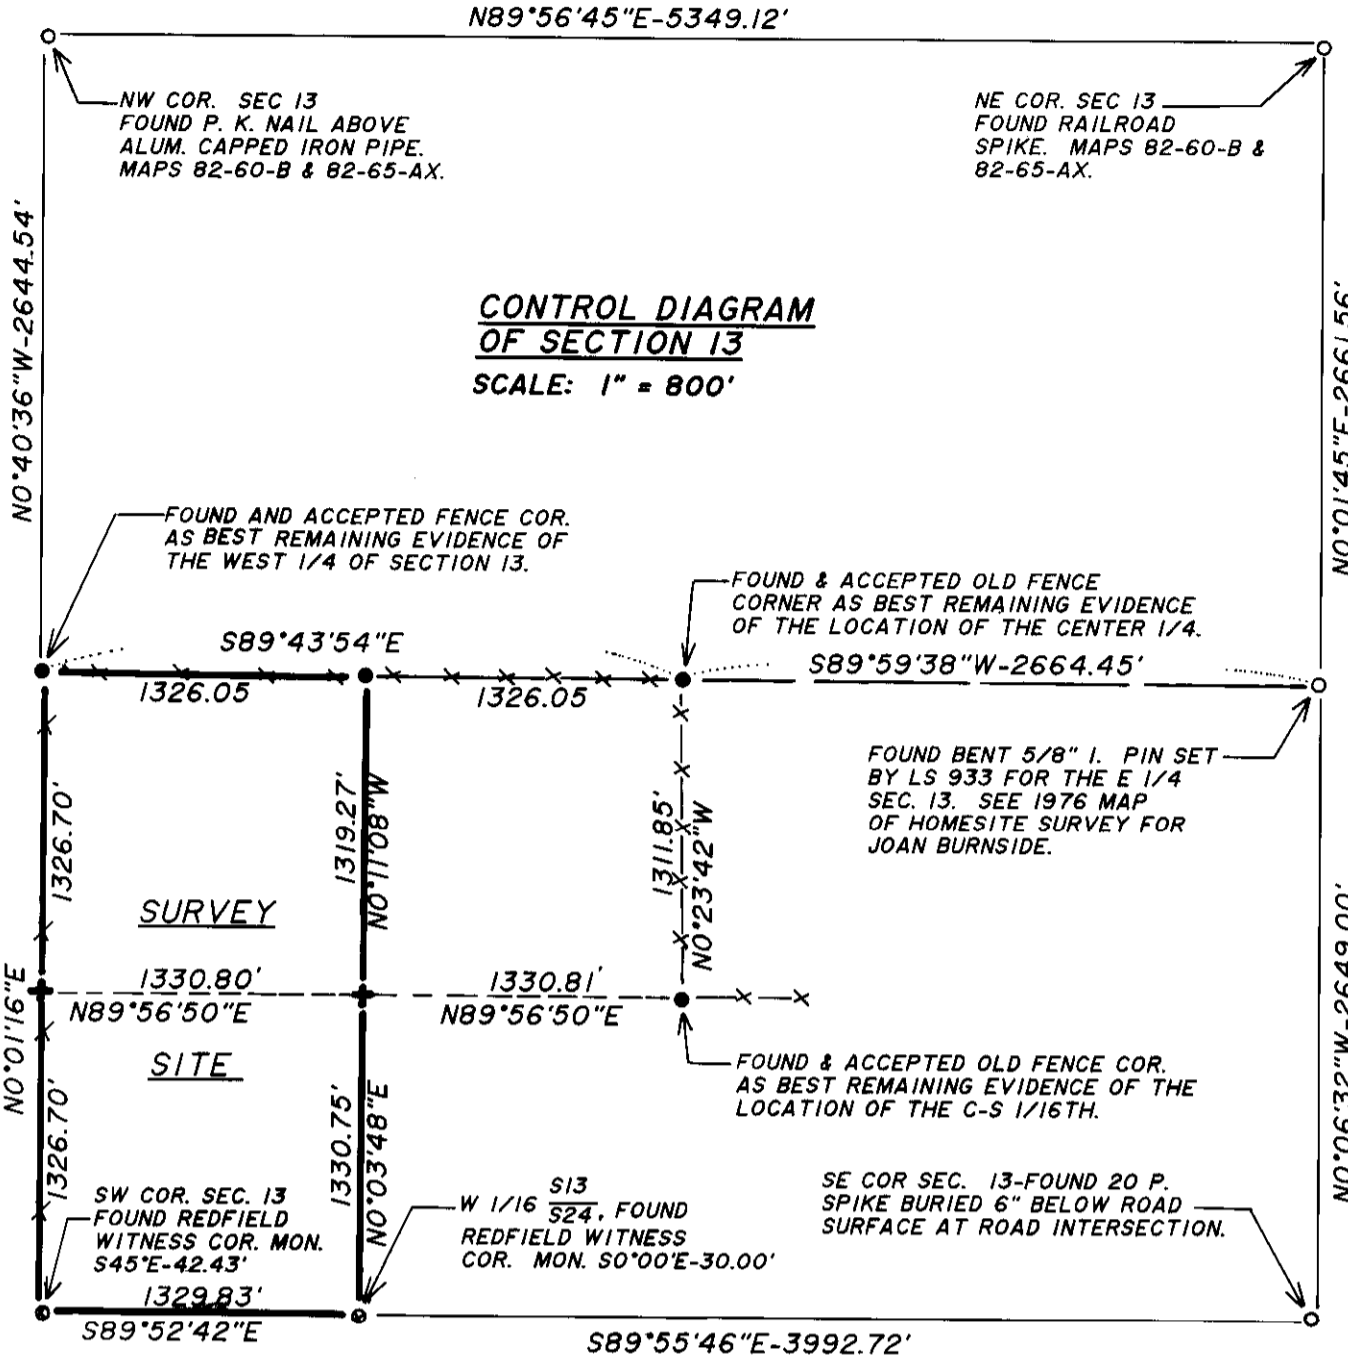 N89°56'45"E-5349.12'
NW COR. SEC 13
FOUND P. K. NAIL ABOVE
ALUM. CAPPED IRON PIPE.
MAPS 82-60-B & 82-65-AX.
NE COR. SEC 13
FOUND RAILROAD
SPIKE. MAPS 82-60-B &
82-65-AX.
N0°40'36"W-2644.54'
CONTROL DIAGRAM
OF SECTION 13
SCALE: 1" = 800'
N0°01'45"E-2661.56'
FOUND AND ACCEPTED FENCE COR.
AS BEST REMAINING EVIDENCE OF
THE WEST 1/4 OF SECTION 13.
FOUND & ACCEPTED OLD FENCE
CORNER AS BEST REMAINING EVIDENCE
OF THE LOCATION OF THE CENTER 1/4.
S89°43'54"E
S89°59'38"W-2664.45'
1326.05
1326.05
FOUND BENT 5/8" I. PIN SET
BY LS 933 FOR THE E 1/4
SEC. 13. SEE 1976 MAP
OF HOMESITE SURVEY FOR
JOAN BURNSIDE.
1326.70'
1319.27'
N0°11'08"W
1311.85'
N0°23'42"W
SURVEY
1330.80'
N89°56'50"E
1330.81'
N89°56'50"E
N0°01'16"E
SITE
FOUND & ACCEPTED OLD FENCE COR.
AS BEST REMAINING EVIDENCE OF THE
LOCATION OF THE C-S 1/16TH.
N0°06'32"W-2649.00'
1326.70'
1330.75'
N0°03'48"E
SW COR. SEC. 13
FOUND REDFIELD
WITNESS COR. MON.
S45°E-42.43'
W 1/16 S13/S24, FOUND
REDFIELD WITNESS
COR. MON. S0°00'E-30.00'
SE COR SEC. 13-FOUND 20 P.
SPIKE BURIED 6" BELOW ROAD
SURFACE AT ROAD INTERSECTION.
1329.83'
S89°52'42"E
S89°55'46"E-3992.72'